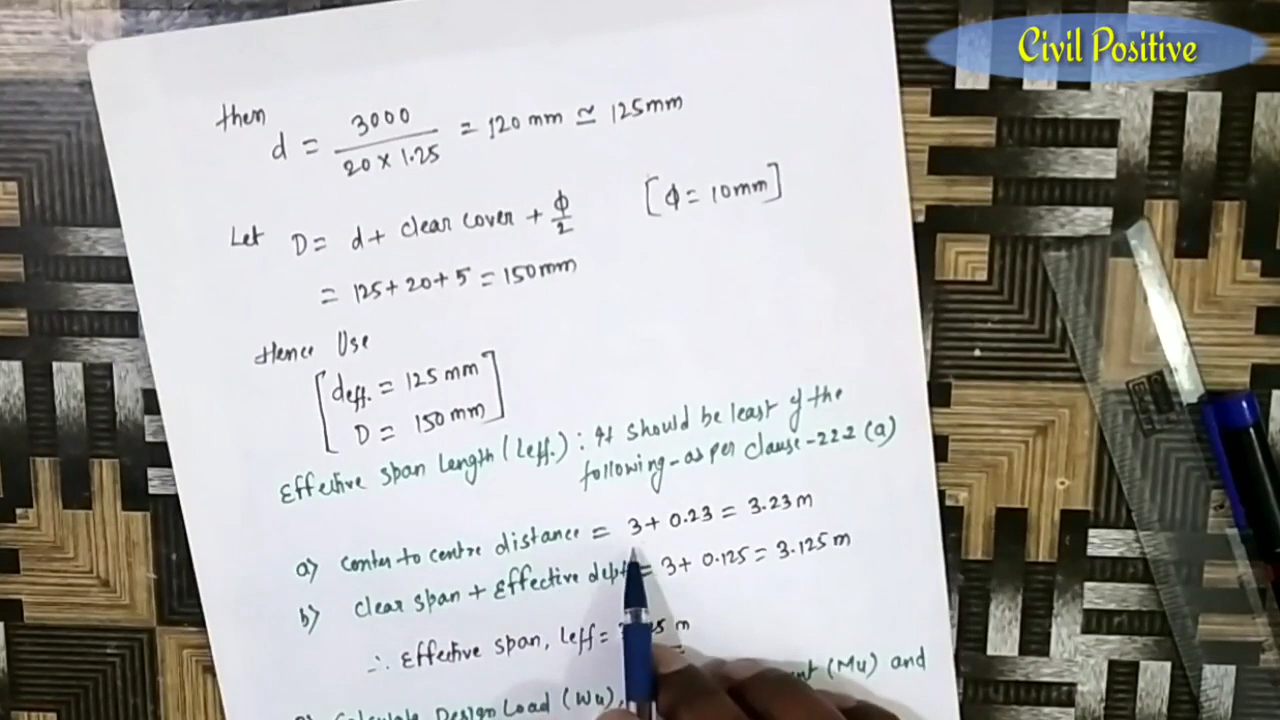 Civil Positive
then
d = 3000 / 20 × 1.25 = 120 mm ≃ 125mm
Let D = d + clear cover + ϕ/2 [ϕ = 10mm]
= 125 + 20 + 5 = 150mm
Hence Use
deff. = 125 mm
D = 150 mm
Effective span Length (Leff.) : It should be least of the
following - as per clause - 22.2 (a)
a) Center to centre distance = 3 + 0.23 = 3.23 m
b) Clear span + Effective = 3 + 0.125 = 3.125 m
∴ Effective span, Leff = m
Calculate Design Load (Wu), (Mu) and